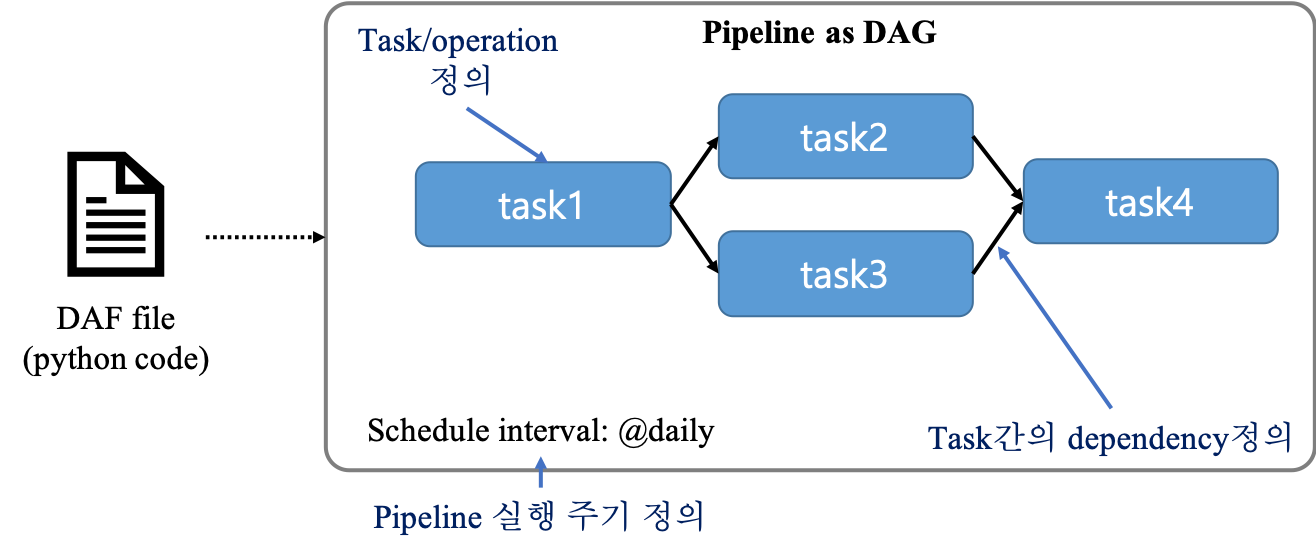 Pipeline as DAG
Task/operation
정의
task1
task2
task3
task4
DAF file
(python code)
Schedule interval: @daily
Task간의 dependency정의
Pipeline 실행 주기 정의